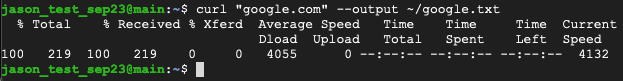 jason_test_sep23@main:~$ curl "google.com" --output ~/google.txt
% Total % Received % Xferd Average Speed Time Time Time Current
Dload Upload Total Spent Left Speed
100 219 100 219 0 0 4055 0 --:--:-- --:--:-- --:--:-- 4132
jason_test_sep23@main:~$